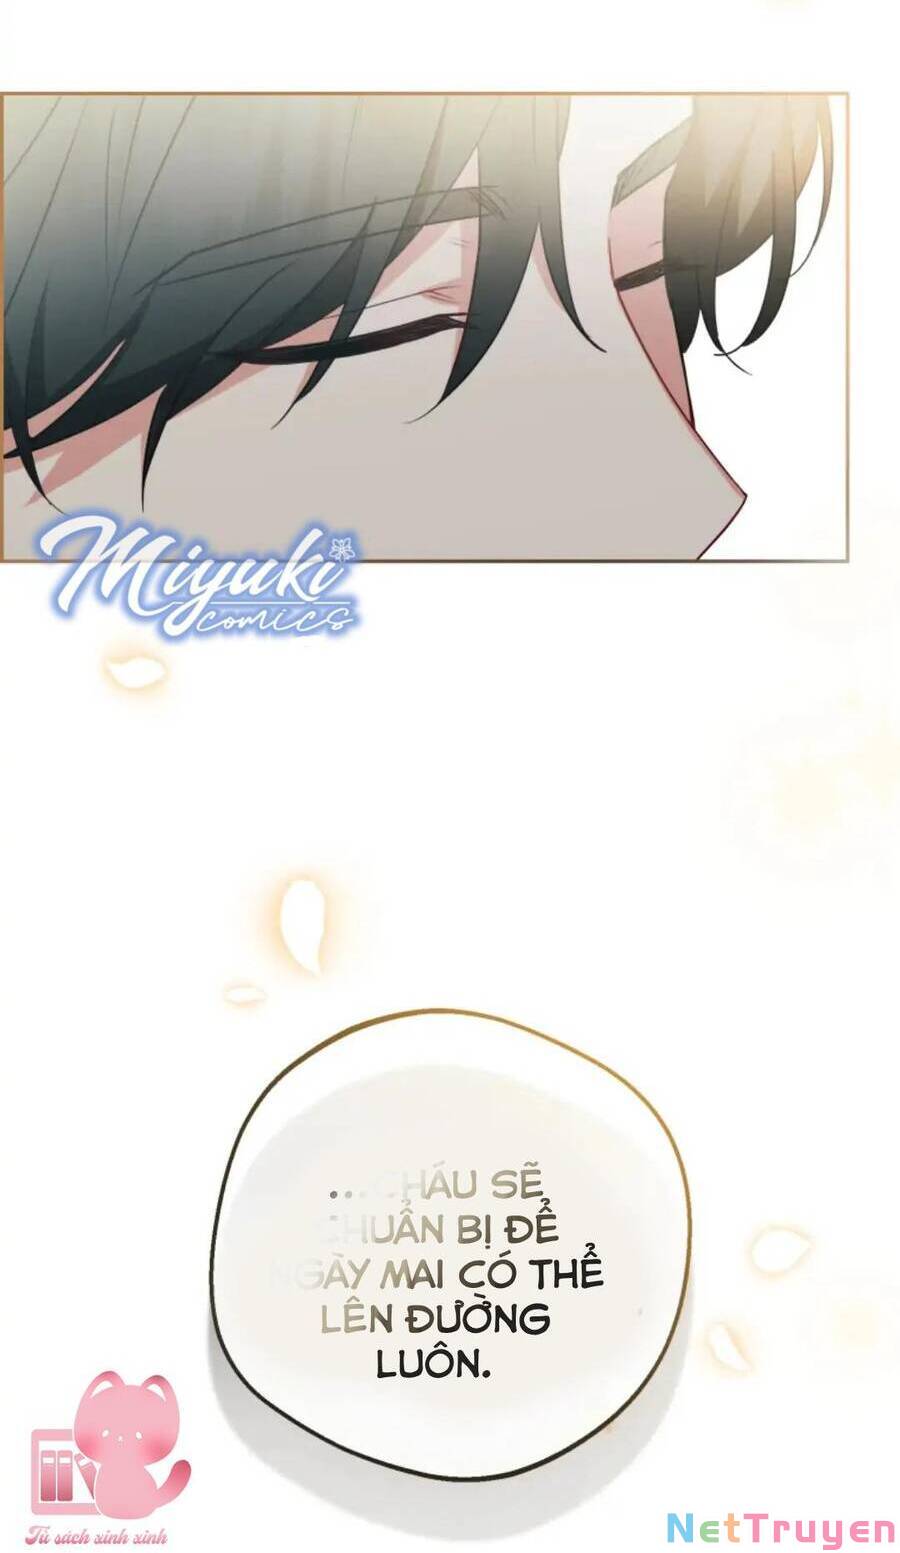 Miyuki
comics
...CHÁU SẼ
CHUẨN BỊ ĐỂ
NGÀY MAI CÓ THỂ
LÊN ĐƯỜNG
LUÔN.
Tủ sách xinh xinh
NetTruyen